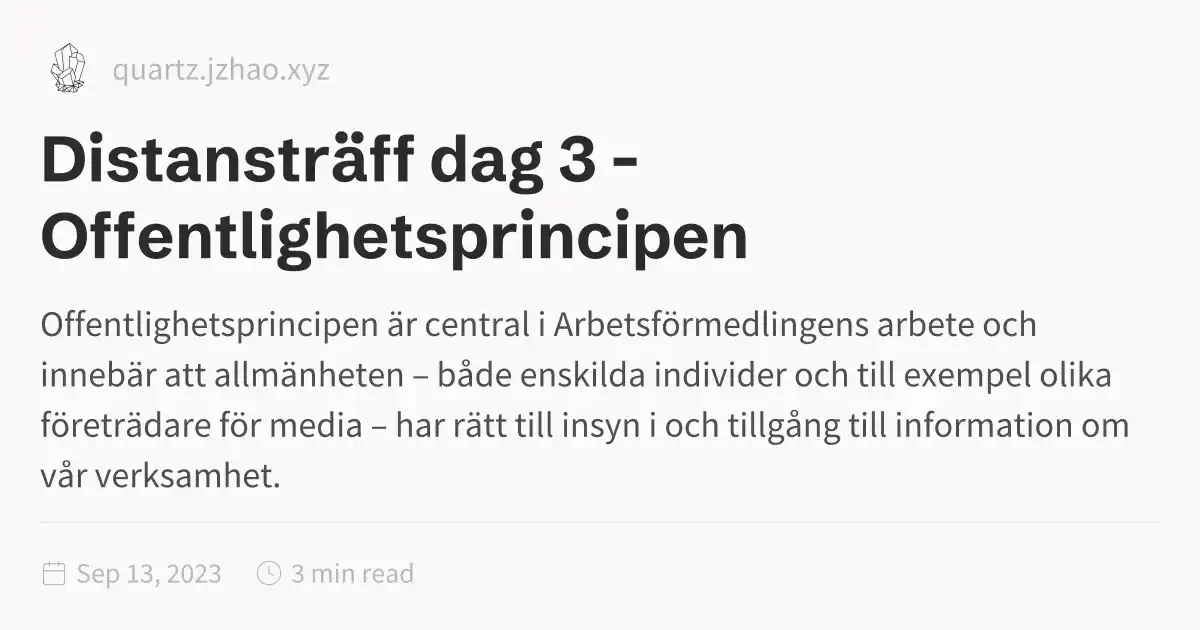 quartz.jzhao.xyz
Distansträff dag 3 –
Offentlighetsprincipen
Offentlighetsprincipen är central i Arbetsförmedlingens arbete och
innebär att allmänheten – både enskilda individer och till exempel olika
företrädare för media – har rätt till insyn i och tillgång till information om
vår verksamhet.
Sep 13, 2023 3 min read